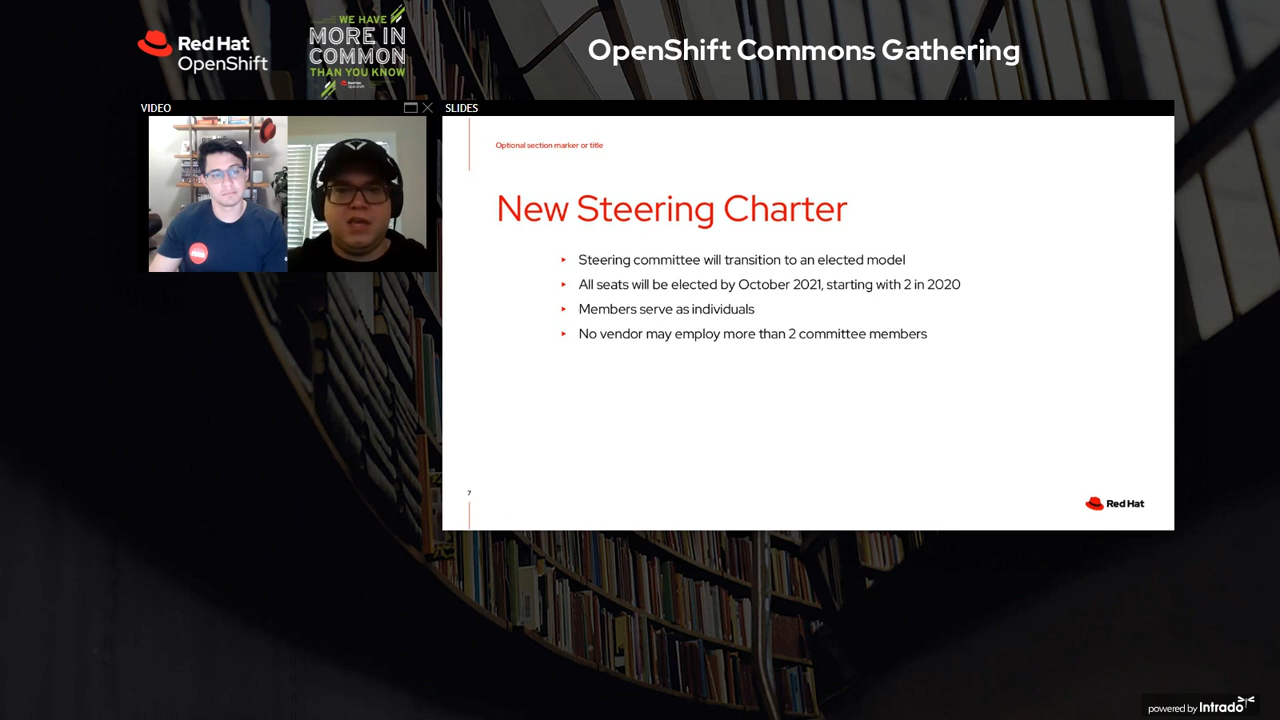 Red Hat
OpenShift
WE HAVE
MORE IN
COMMON
THAN YOU KNOW
OpenShift Commons Gathering
VIDEO
SLIDES
Optional section marker or title
New Steering Charter
Steering committee will transition to an elected model
All seats will be elected by October 2021, starting with 2 in 2020
Members serve as individuals
No vendor may employ more than 2 committee members
7
Red Hat
powered by Intrado